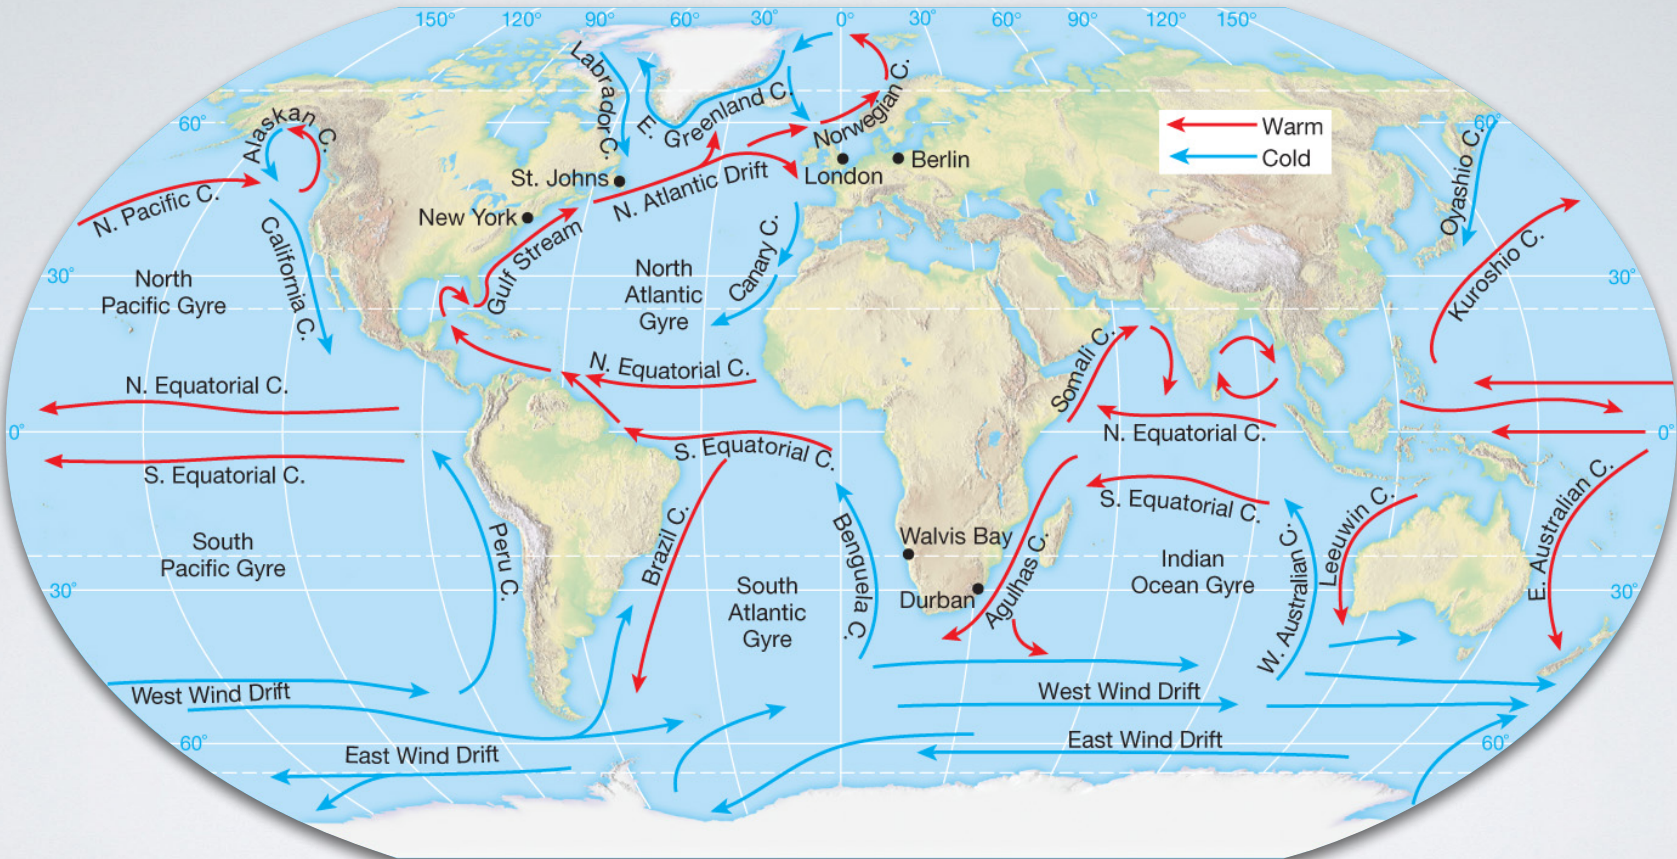 150° 120° 90° 60° 30° 0° 30° 60° 90° 120° 150°
Labrador C.
E. Greenland C.
Norwegian C.
60°
Alaskan C.
Warm
Cold
60°
Oyashio C.
St. Johns
London
Berlin
N. Pacific C.
New York
N. Atlantic Drift
California C.
Gulf Stream
Canary C.
Kuroshio C.
30°
North
Pacific Gyre
North
Atlantic
Gyre
30°
Somali C.
N. Equatorial C.
N. Equatorial C.
N. Equatorial C.
0°
0°
S. Equatorial C.
S. Equatorial C.
S. Equatorial C.
E. Australian C.
Leeuwin C.
Peru C.
Brazil C.
Benguela C.
Walvis Bay
Agulhas C.
W. Australian C.
South
Pacific Gyre
Indian
Ocean Gyre
30°
South
Atlantic
Gyre
Durban
30°
West Wind Drift
West Wind Drift
60°
East Wind Drift
East Wind Drift
60°